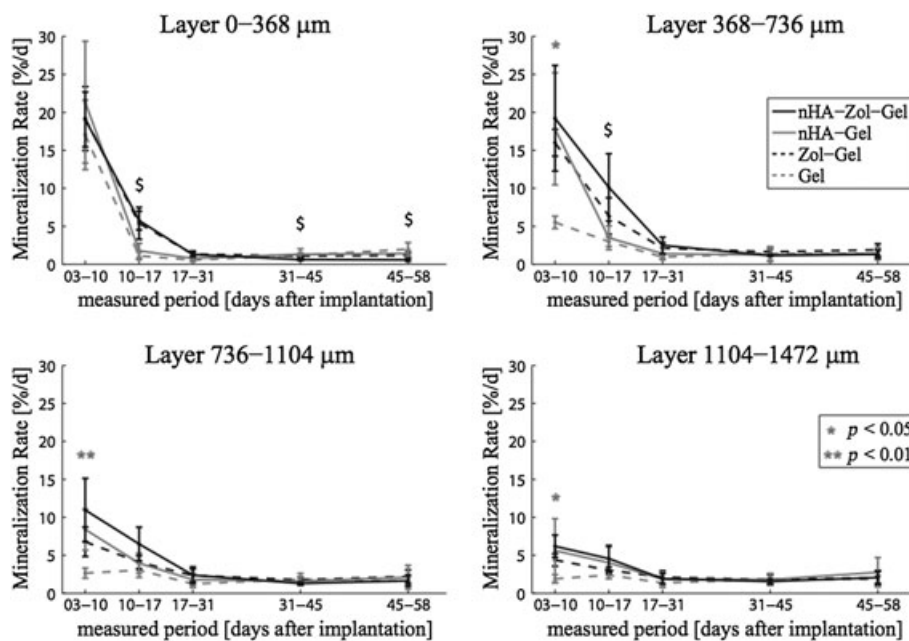 Layer 0–368 μm
Mineralization Rate [%/d]
30
25
20
15
10
5
0
$
$
$
03–10 10–17 17–31 31–45 45–58
measured period [days after implantation]
Layer 368–736 μm
Mineralization Rate [%/d]
30
25
20
15
10
5
0
*
$
nHA–Zol–Gel
nHA–Gel
Zol–Gel
Gel
03–10 10–17 17–31 31–45 45–58
measured period [days after implantation]
Layer 736–1104 μm
Mineralization Rate [%/d]
30
25
20
15
10
5
0
**
03–10 10–17 17–31 31–45 45–58
measured period [days after implantation]
Layer 1104–1472 μm
Mineralization Rate [%/d]
30
25
20
15
10
5
0
*
* p < 0.05
** p < 0.01
03–10 10–17 17–31 31–45 45–58
measured period [days after implantation]